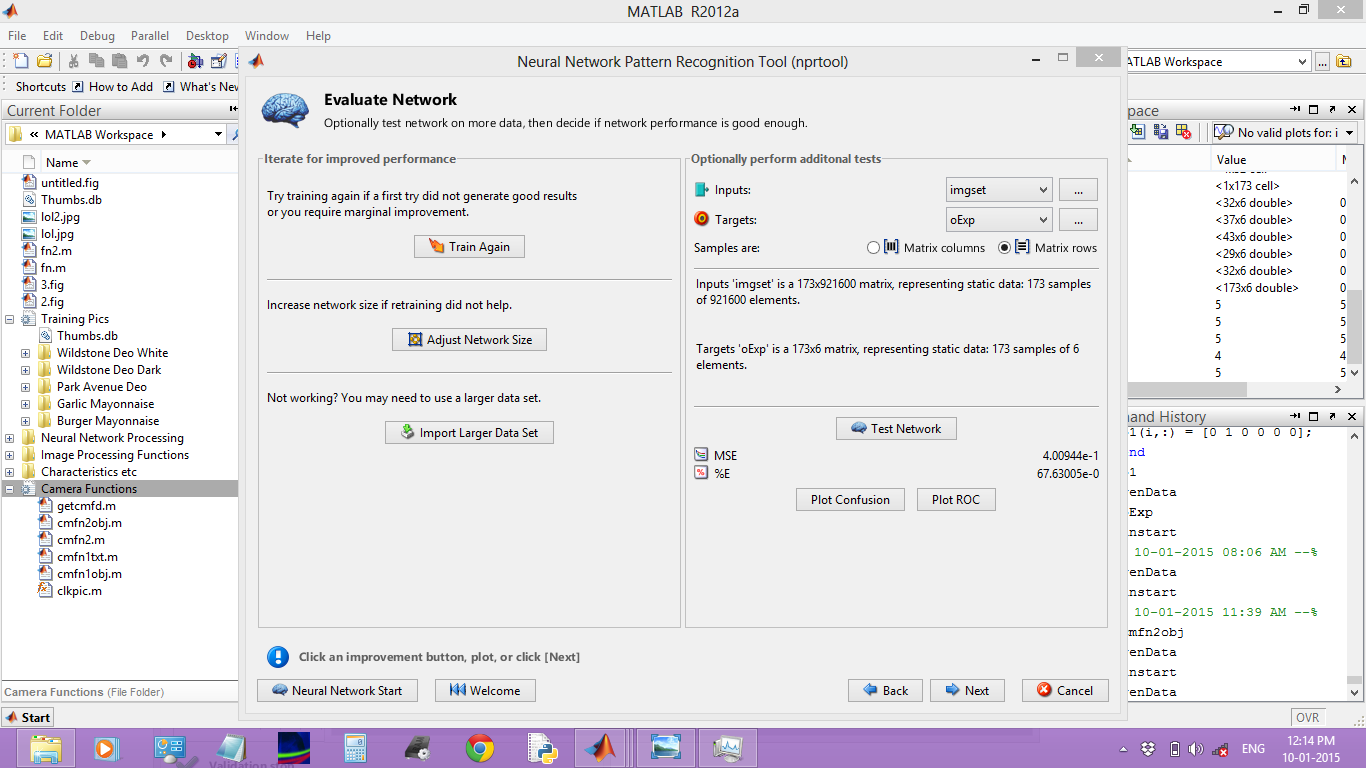 MATLAB R2012a
File Edit Debug Parallel Desktop Window Help
MATLAB Workspace
...
Shortcuts How to Add What's New
Current Folder
MATLAB Workspace
Name
untitled.fig
Thumbs.db
lol2.jpg
lol.jpg
fn2.m
fn.m
3.fig
2.fig
Training Pics
Thumbs.db
Wildstone Deo White
Wildstone Deo Dark
Park Avenue Deo
Garlic Mayonnaise
Burger Mayonnaise
Neural Network Processing
Image Processing Functions
Characteristics etc
Camera Functions
getcmfd.m
cmfn2obj.m
cmfn2.m
cmfn1txt.m
cmfn1obj.m
clkpic.m
Camera Functions (File Folder)
Start
Neural Network Pattern Recognition Tool (nprtool)
Evaluate Network
Optionally test network on more data, then decide if network performance is good enough.
Iterate for improved performance
Try training again if a first try did not generate good results
or you require marginal improvement.
Train Again
Increase network size if retraining did not help.
Adjust Network Size
Not working? You may need to use a larger data set.
Import Larger Data Set
Optionally perform additonal tests
Inputs: imgset ...
Targets: oExp ...
Samples are: Matrix columns Matrix rows
Inputs 'imgset' is a 173x921600 matrix, representing static data: 173 samples
of 921600 elements.
Targets 'oExp' is a 173x6 matrix, representing static data: 173 samples of 6
elements.
Test Network
MSE 4.00944e-1
%E 67.63005e-0
Plot Confusion Plot ROC
Click an improvement button, plot, or click [Next]
Neural Network Start Welcome Back Next Cancel
pace
No valid plots for: i
Value M
<1x173 cell>
<32x6 double> 0
<37x6 double> 0
<43x6 double> 0
<29x6 double> 0
<32x6 double> 0
<173x6 double> 0
5 5
5 5
5 5
4 4
5 5
and History
1(i,:) = [0 1 0 0 0 0];
nd
1
enData
Exp
nstart
10-01-2015 08:06 AM --%
enData
nstart
10-01-2015 11:39 AM --%
mfn2obj
enData
nstart
enData
OVR
Validation stop
ENG
12:14 PM
10-01-2015